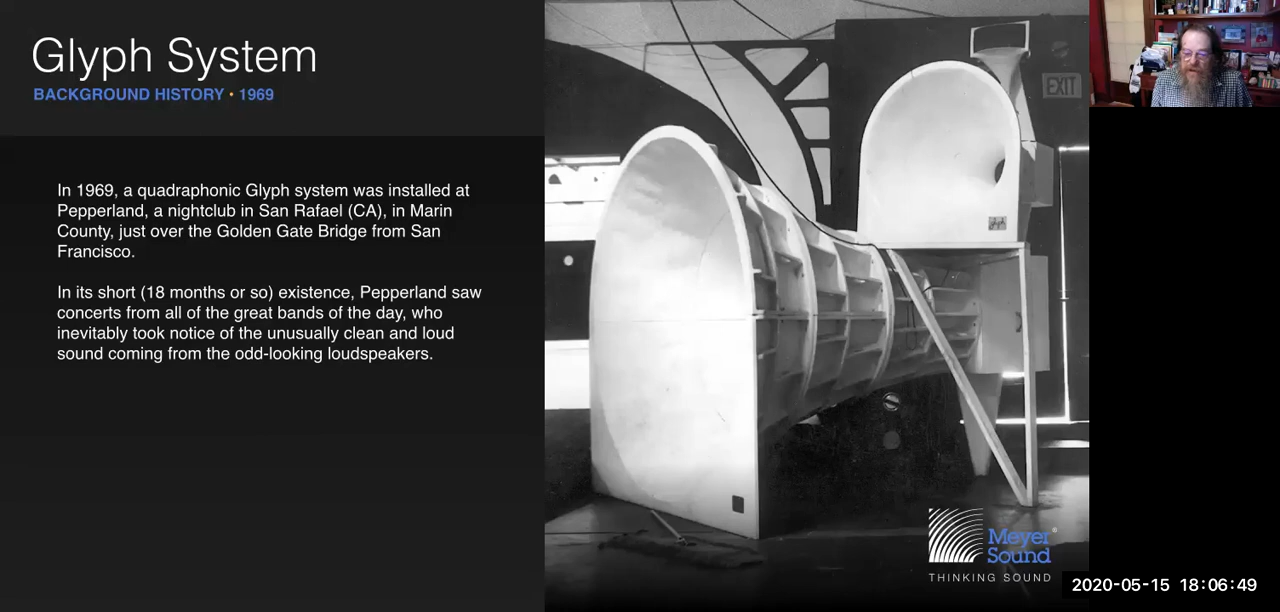 Glyph System
BACKGROUND HISTORY • 1969
In 1969, a quadraphonic Glyph system was installed at
Pepperland, a nightclub in San Rafael (CA), in Marin
County, just over the Golden Gate Bridge from San
Francisco.
In its short (18 months or so) existence, Pepperland saw
concerts from all of the great bands of the day, who
inevitably took notice of the unusually clean and loud
sound coming from the odd-looking loudspeakers.
EXIT
Meyer
Sound
THINKING SOUND
2020-05-15 18:06:49